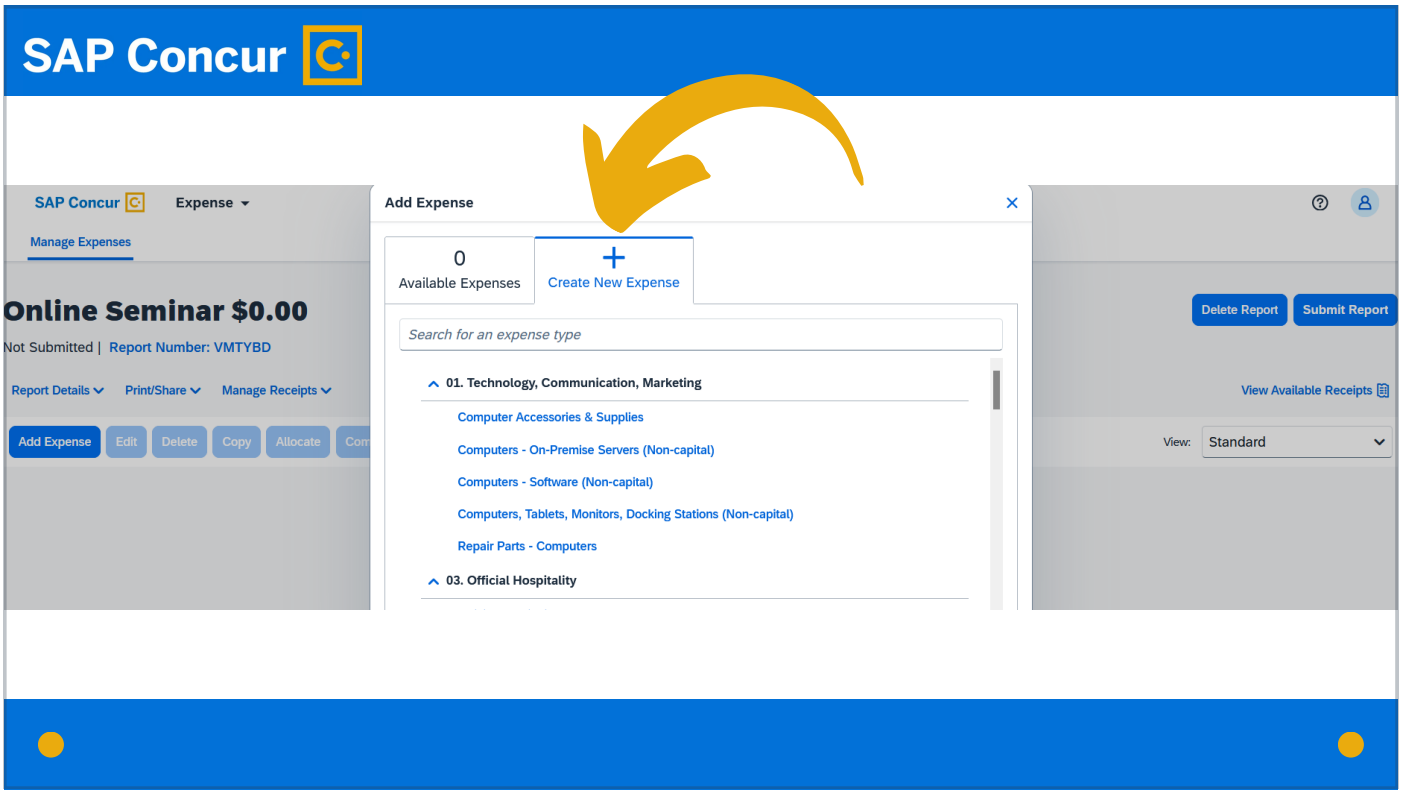 SAP Concur
SAP Concur
Expense
Manage Expenses
Online Seminar $0.00
Not Submitted | Report Number: VMTYBD
Report Details
Print/Share
Manage Receipts
Add Expense
Edit
Delete
Copy
Allocate
Com
Add Expense
0
Available Expenses
Create New Expense
Search for an expense type
01. Technology, Communication, Marketing
Computer Accessories & Supplies
Computers - On-Premise Servers (Non-capital)
Computers - Software (Non-capital)
Computers, Tablets, Monitors, Docking Stations (Non-capital)
Repair Parts - Computers
03. Official Hospitality
Delete Report
Submit Report
View Available Receipts
View:
Standard